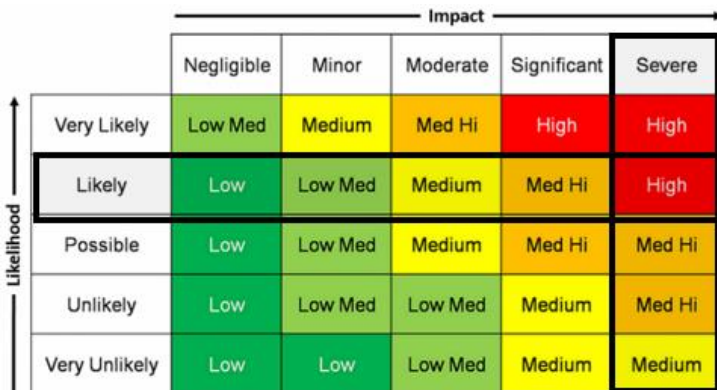 Impact
Negligible Minor Moderate Significant Severe
Very Likely Low Med Medium Med Hi High High
Likely Low Low Med Medium Med Hi High
Possible Low Low Med Medium Med Hi Med Hi
Unlikely Low Low Med Low Med Medium Med Hi
Very Unlikely Low Low Low Med Medium Medium
Likelihood